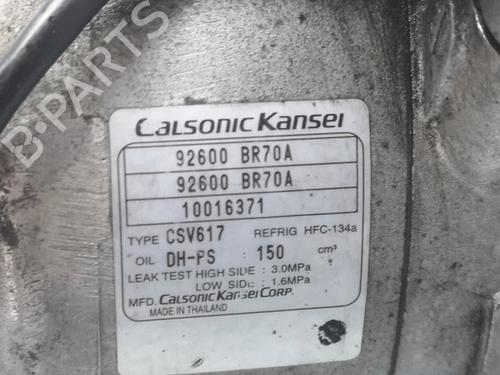 B-PARTS
CALSONIC KANSEI
92600 BR70A
92600 BR70A
10016371
TYPE CSV617 REFRIG HFC-134a
OIL DH-PS : 150 cm³
LEAK TEST HIGH SIDE : 3.0MPa
LOW SIDE : 1.6MPa
MFD. CALSONIC KANSEI CORP.
MADE IN THAILAND